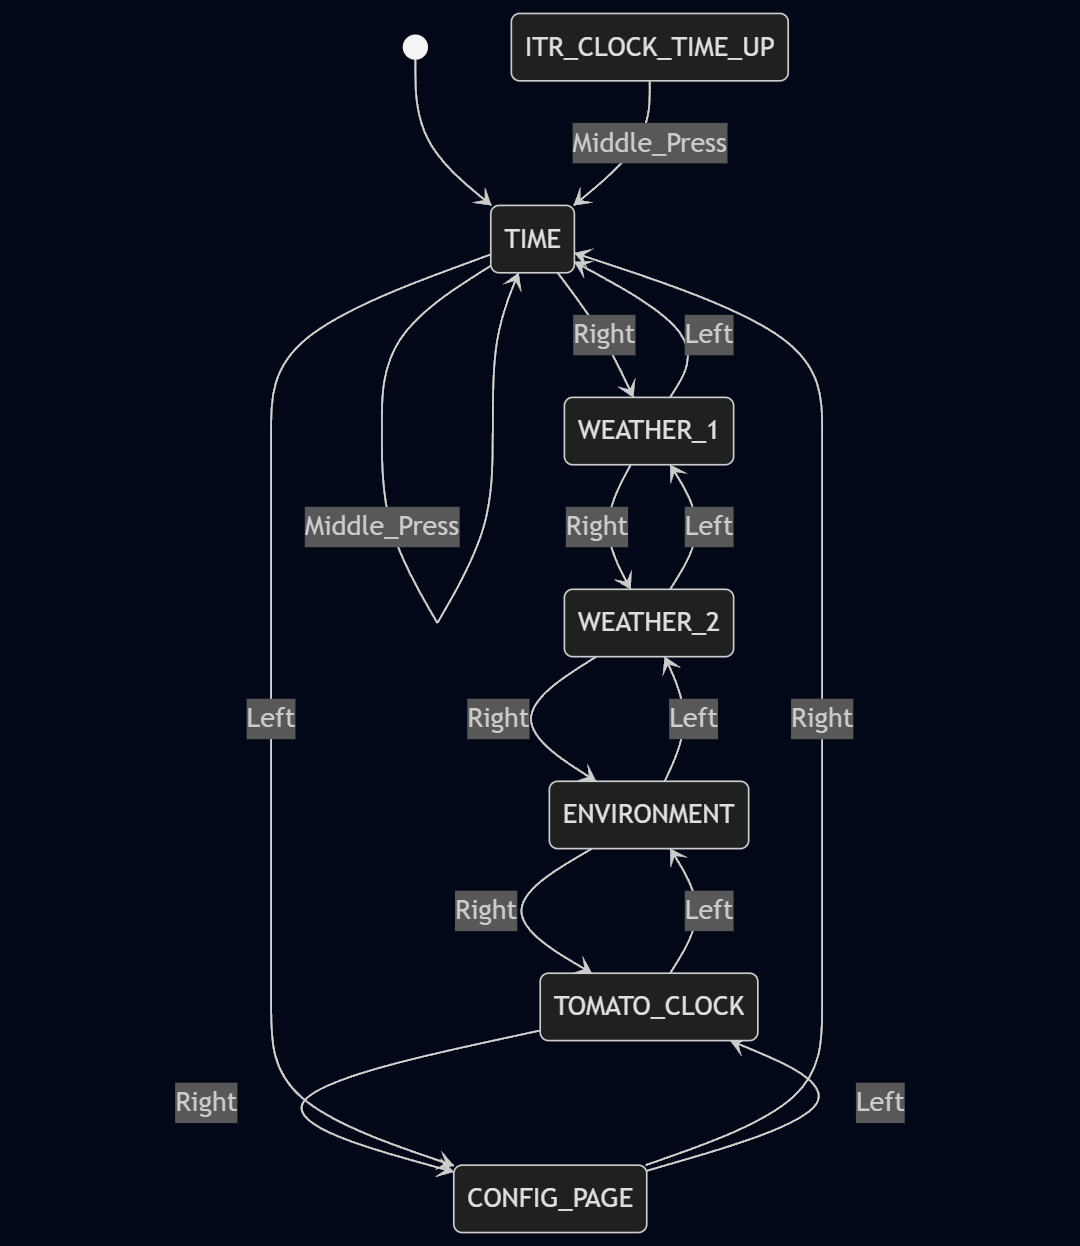 ITR_CLOCK_TIME_UP
Middle_Press
TIME
Right
Left
WEATHER_1
Middle_Press
Right
Left
WEATHER_2
Left
Right
Left
Right
ENVIRONMENT
Right
Left
TOMATO_CLOCK
Right
Left
CONFIG_PAGE